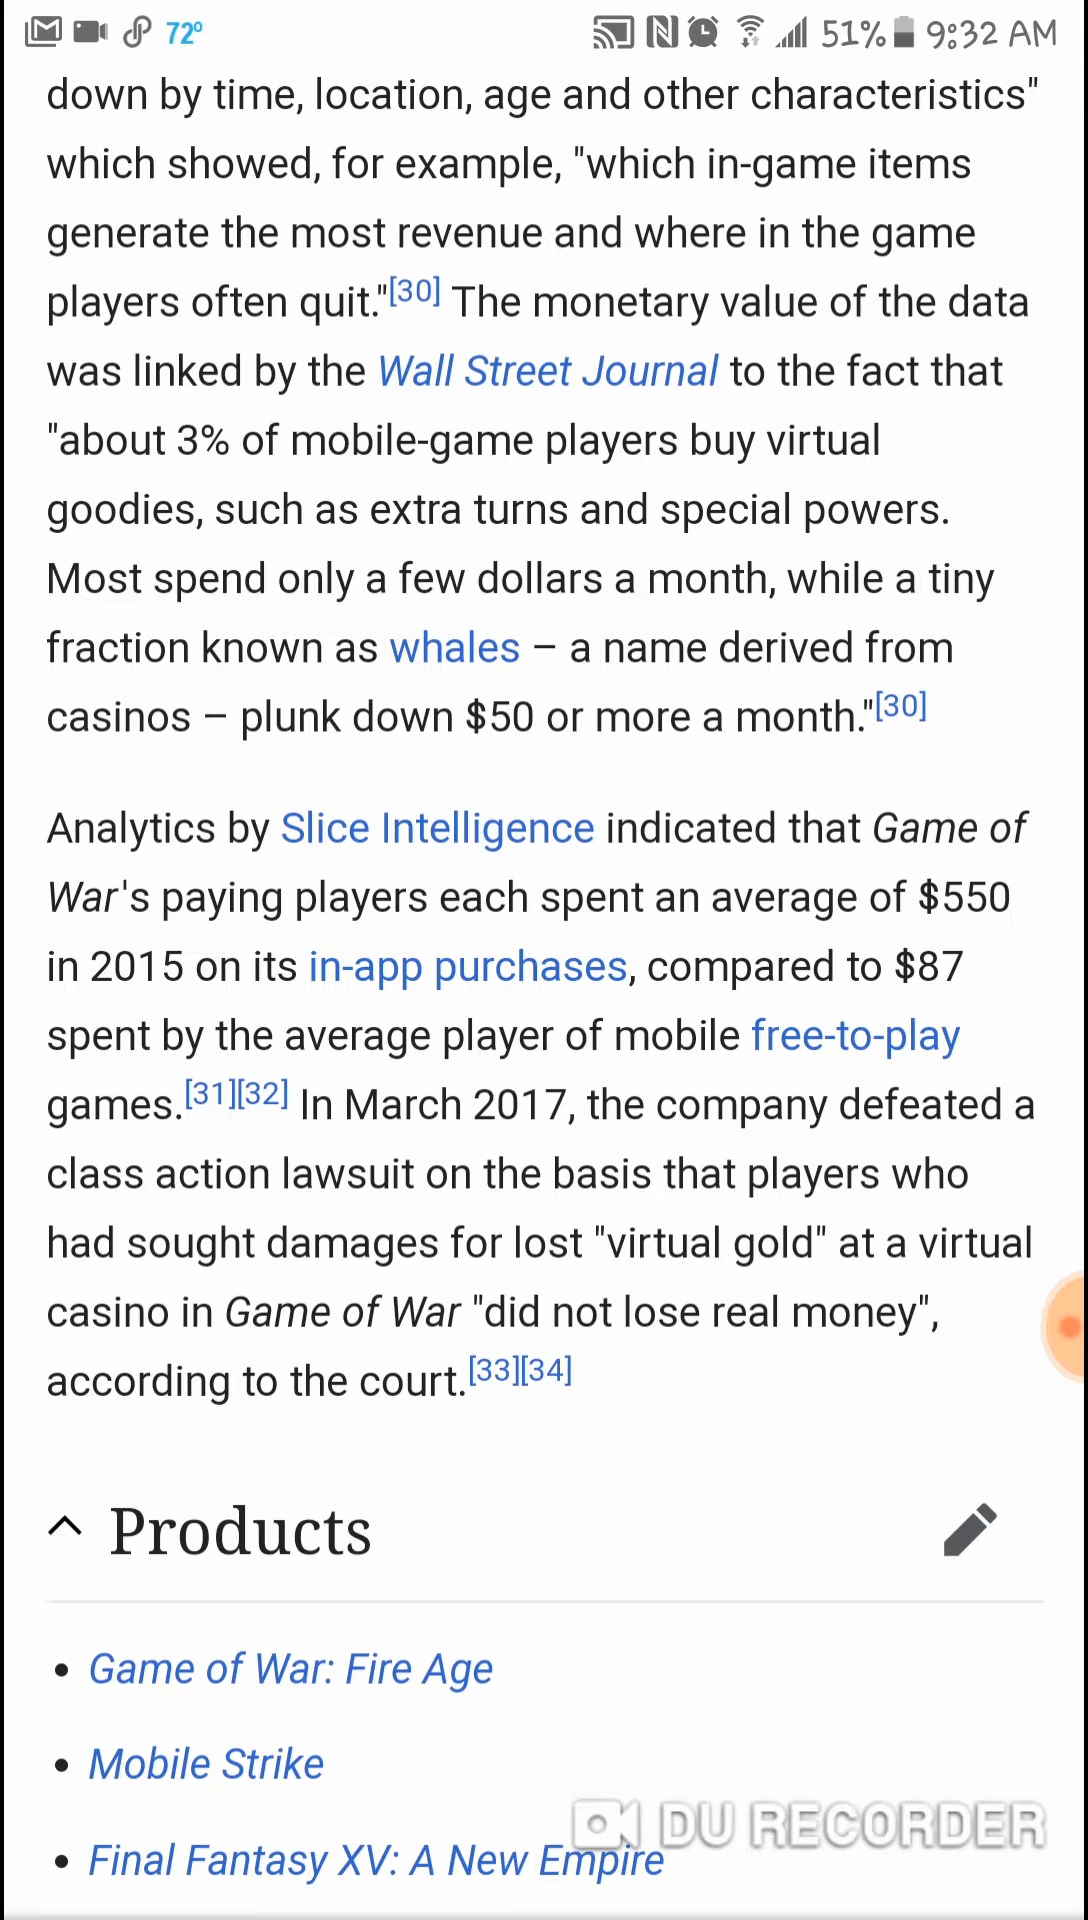 72°
51% 9:32 AM
down by time, location, age and other characteristics"
which showed, for example, "which in-game items
generate the most revenue and where in the game
players often quit."[30] The monetary value of the data
was linked by the Wall Street Journal to the fact that
"about 3% of mobile-game players buy virtual
goodies, such as extra turns and special powers.
Most spend only a few dollars a month, while a tiny
fraction known as whales – a name derived from
casinos – plunk down $50 or more a month."[30]
Analytics by Slice Intelligence indicated that Game of
War's paying players each spent an average of $550
in 2015 on its in-app purchases, compared to $87
spent by the average player of mobile free-to-play
games.[31][32] In March 2017, the company defeated a
class action lawsuit on the basis that players who
had sought damages for lost "virtual gold" at a virtual
casino in Game of War "did not lose real money",
according to the court.[33][34]
Products
• Game of War: Fire Age
• Mobile Strike
DU RECORDER
• Final Fantasy XV: A New Empire